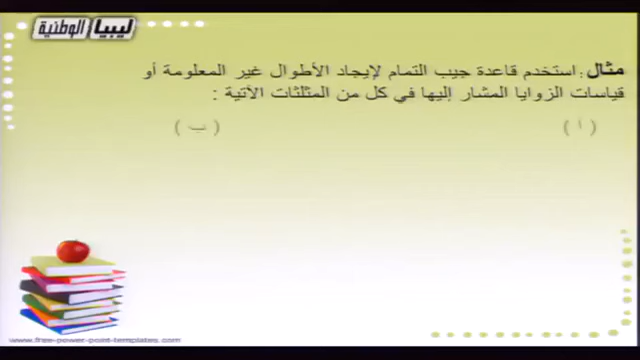 ليبيا الوطنية
مثال: استخدم قاعدة جيب التمام لإيجاد الأطوال غير المعلومة أو
قياسات الزوايا المشار إليها في كل من المثلثات الآتية :
( أ )
( ب )
www.free-power-point-templates.com